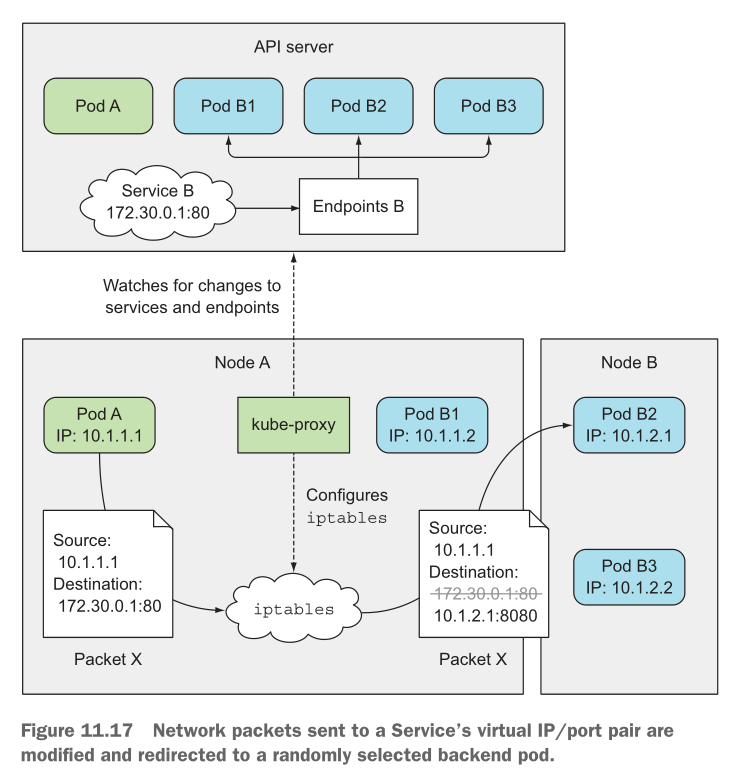 API server
Pod A
Pod B1
Pod B2
Pod B3
Service B
172.30.0.1:80
Endpoints B
Watches for changes to
services and endpoints
Node A
Node B
Pod A
IP: 10.1.1.1
kube-proxy
Pod B1
IP: 10.1.1.2
Pod B2
IP: 10.1.2.1
Configures
iptables
Source:
10.1.1.1
Destination:
172.30.0.1:80
Packet X
iptables
Source:
10.1.1.1
Destination:
172.30.0.1:80
10.1.2.1:8080
Packet X
Pod B3
IP: 10.1.2.2
Figure 11.17 Network packets sent to a Service’s virtual IP/port pair are
modified and redirected to a randomly selected backend pod.